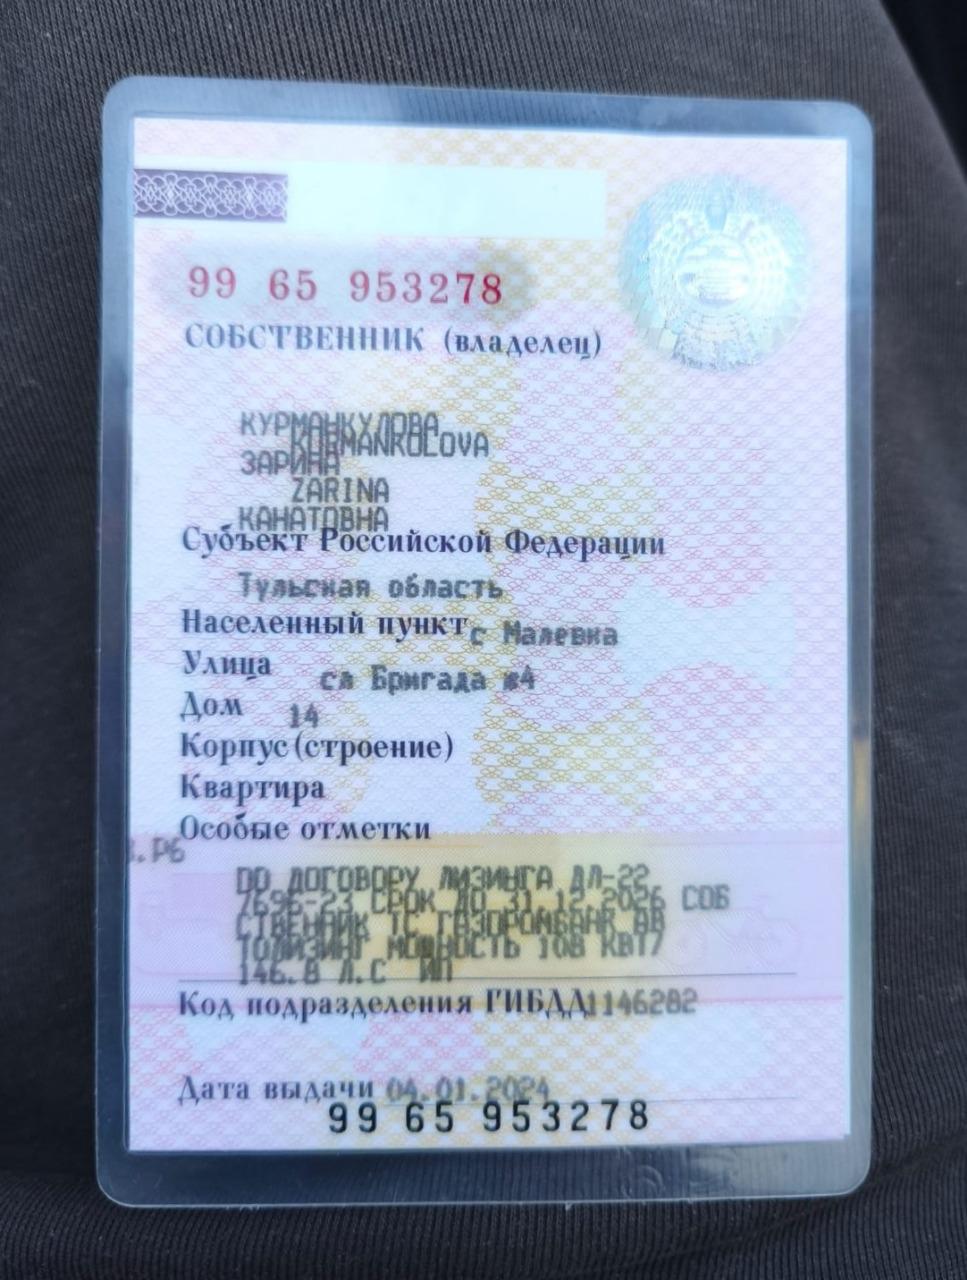 99 65 953278
СОБСТВЕННИК (владелец)
КУРМАНКУЛОВА
KURMANKULOVA
ЗАРИНА
ZARINA
КАНАТОВНА
Субъект Российской Федерации
Тульская область
Населенный пункт с Малевка
Улица сл Бригада №4
Дом 14
Корпус (строение)
Квартира
Особые отметки
ПО ДОГОВОРУ ЛИЗИНГА ДЛ-22
7696-23 СРОК ДО 31.12.2026 СОБ
СТВЕННИК ТС ГАЗПРОМБАНК АВ
ТОЛИЗИНГ МОЩНОСТЬ 108 КВТ/
146.8 Л.С
Код подразделения ГИБДД 1146282
Дата выдачи 04.01.2024
99 65 953278